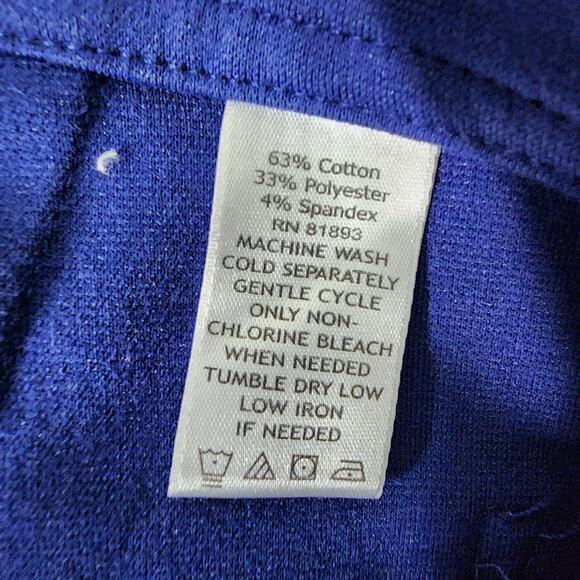 63% Cotton
33% Polyester
4% Spandex
RN 81893
MACHINE WASH
COLD SEPARATELY
GENTLE CYCLE
ONLY NON-
CHLORINE BLEACH
WHEN NEEDED
TUMBLE DRY LOW
LOW IRON
IF NEEDED